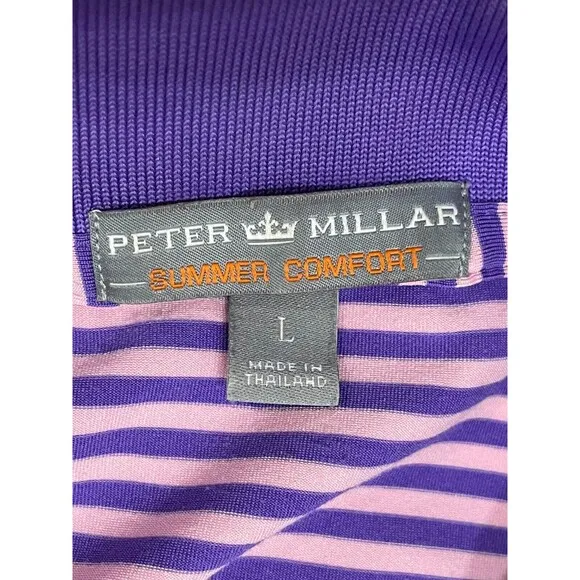 PETER MILLAR
SUMMER COMFORT
L
MADE IN
THAILAND